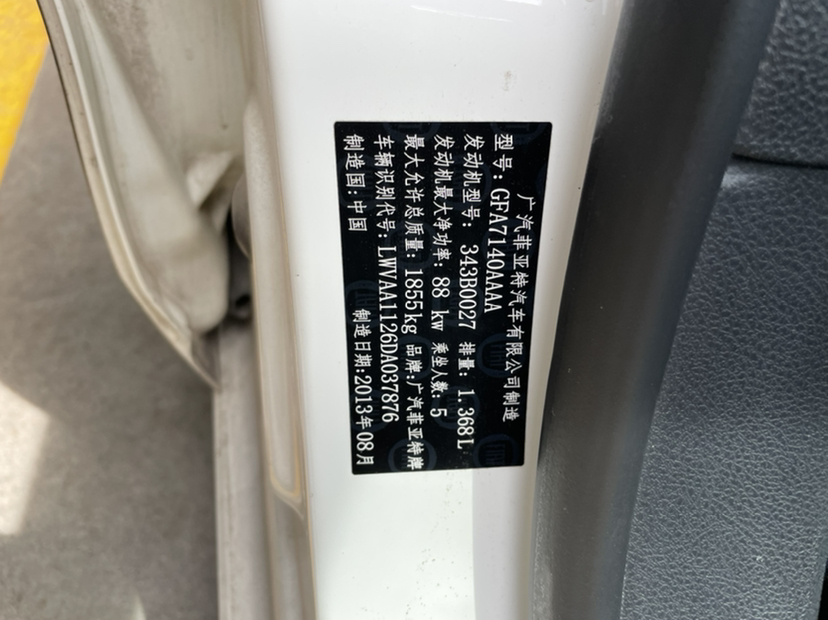 广汽菲亚特汽车有限公司制造
型号:GFA7140AAAA
发动机型号: 343B0027 排量: 1.368L
发动机最大净功率: 88 kw 乘坐人数: 5
最大允许总质量: 1855kg 品牌:广汽菲亚特牌
车辆识别代号: LWVAA1126DA037876
制造国:中国 制造日期:2013年08月